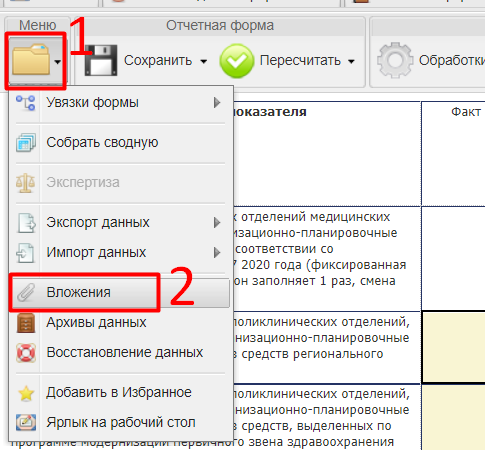 Меню
Отчетная форма
1
Сохранить
Пересчитать
Обработки
Увязки формы
Собрать сводную
Экспертиза
Экспорт данных
Импорт данных
Вложения
2
Архивы данных
Восстановление данных
Добавить в Избранное
Ярлык на рабочий стол
показателя
Факт
х отделений медицинских
изационно-планировочные
соответствии со
7 2020 года (фиксированная
он заполняет 1 раз, смена
поликлинических отделений,
изационно-планировочные
з средств регионального
поликлинических отделений,
изационно-планировочные
з средств, выделенных по
программе модернизации первичного звена здравоохранения